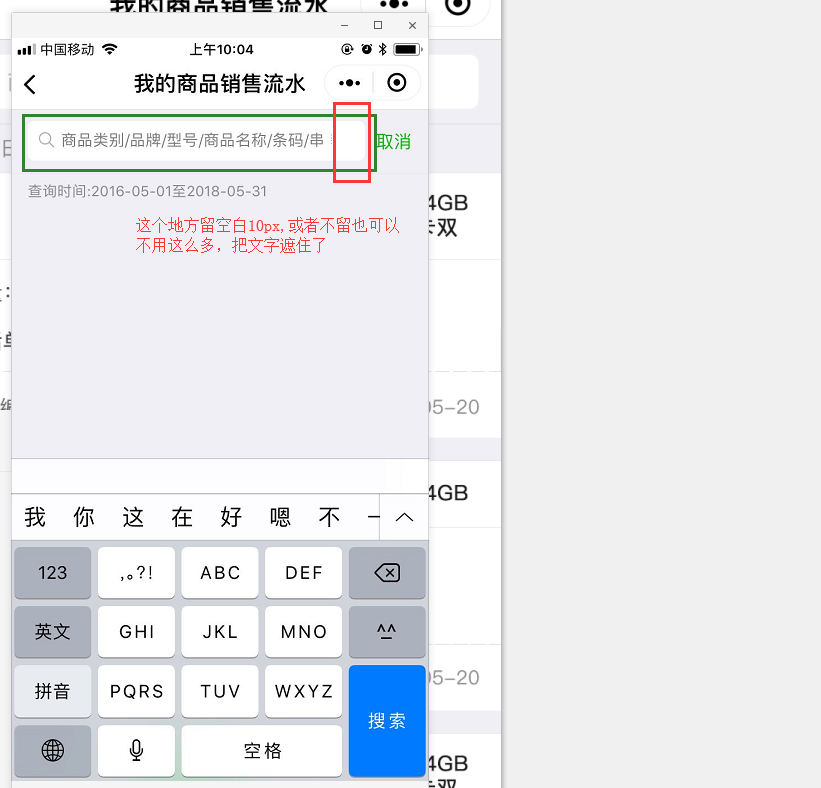 我的商品销售流水
中国移动 上午10:04
我的商品销售流水
商品类别/品牌/型号/商品名称/条码/串
取消
查询时间:2016-05-01至2018-05-31
4GB
双
这个地方留空白10px,或者不留也可以
不用这么多，把文字遮住了
05-20
我 你 这 在 好 嗯 不 一
4GB
123 ,。?! ABC DEF
英文 GHI JKL MNO ^^
拼音 PQRS TUV WXYZ
05-20
搜索
空格
4GB